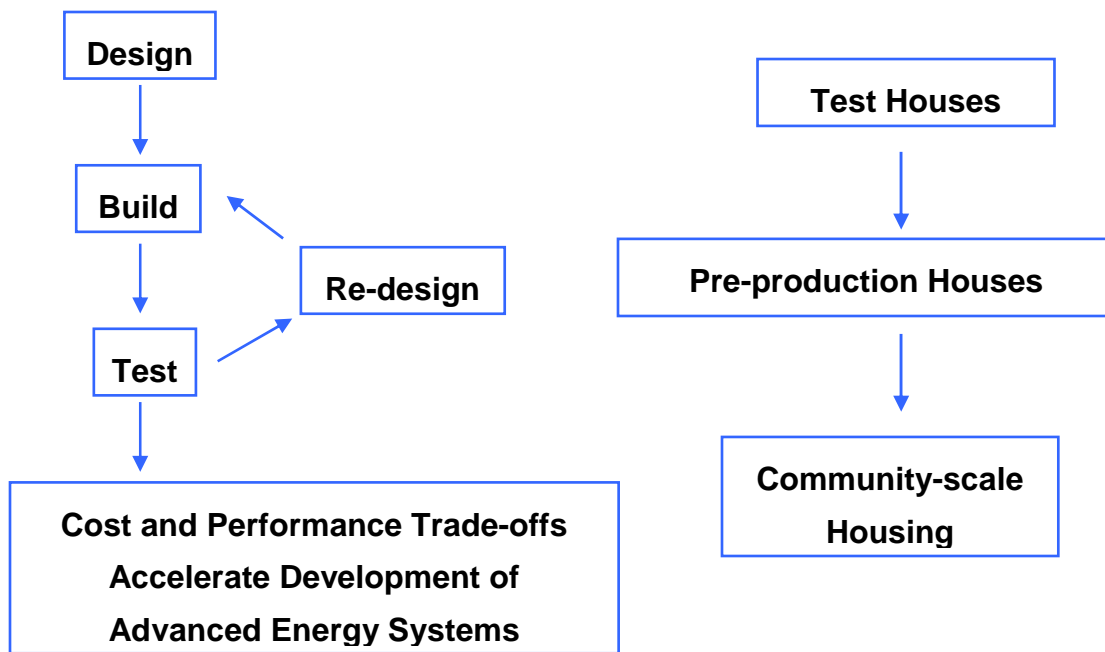 Design
Build
Re-design
Test
Cost and Performance Trade-offs
Accelerate Development of
Advanced Energy Systems
Test Houses
Pre-production Houses
Community-scale
Housing